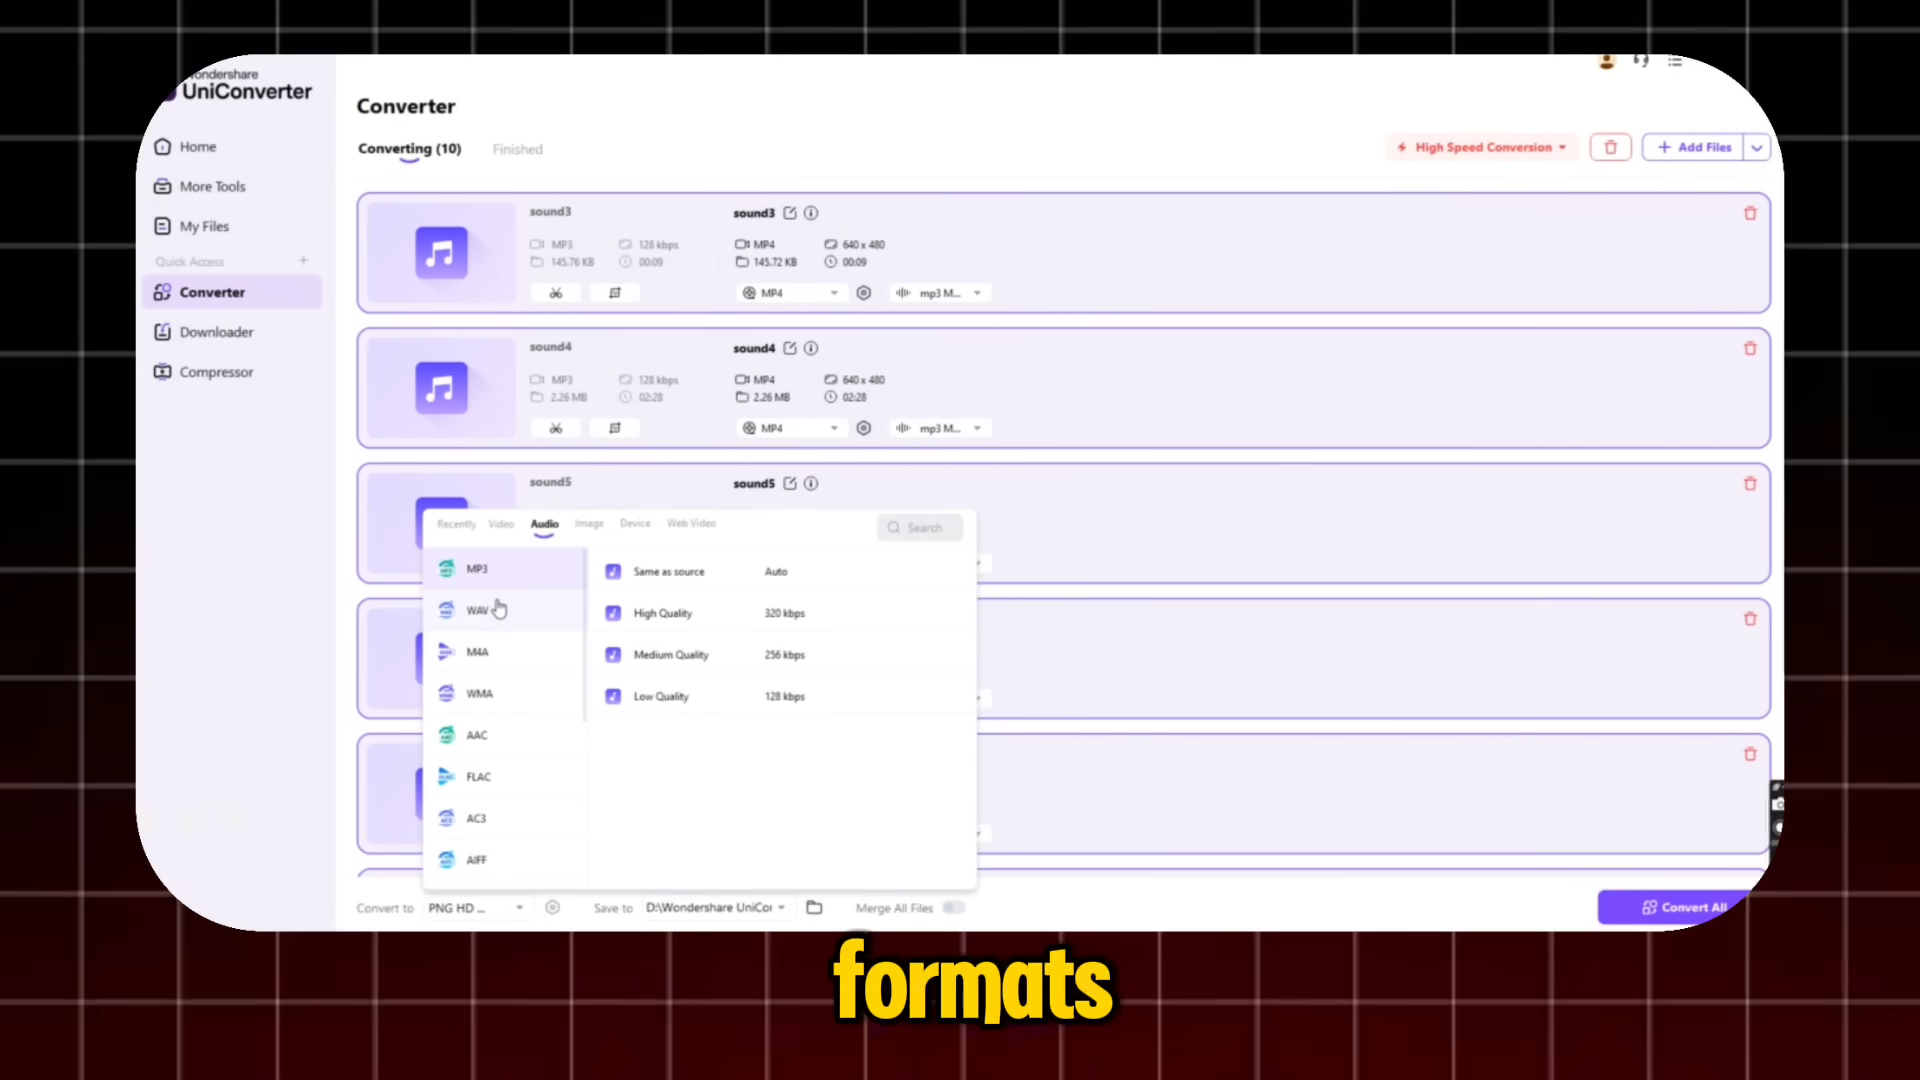 Wondershare
UniConverter
Home
More Tools
My Files
Quick Access +
Converter
Downloader
Compressor
Converter
Converting (10) Finished
High Speed Conversion
+ Add Files
sound3
MP3 128 kbps
145.76 KB 00:09
sound3
MP4 640 x 480
145.72 KB 00:09
MP4 mp3 M...
sound4
MP3 128 kbps
2.26 MB 02:28
sound4
MP4 640 x 480
2.26 MB 02:28
MP4 mp3 M...
sound5
sound5
Recently Video Audio Image Device Web Video
Search
MP3
WAV
M4A
WMA
AAC
FLAC
AC3
AIFF
Same as source Auto
High Quality 320 kbps
Medium Quality 256 kbps
Low Quality 128 kbps
Convert to PNG HD ...
Save to D:\Wondershare UniCor
Merge All Files
Convert All
formats